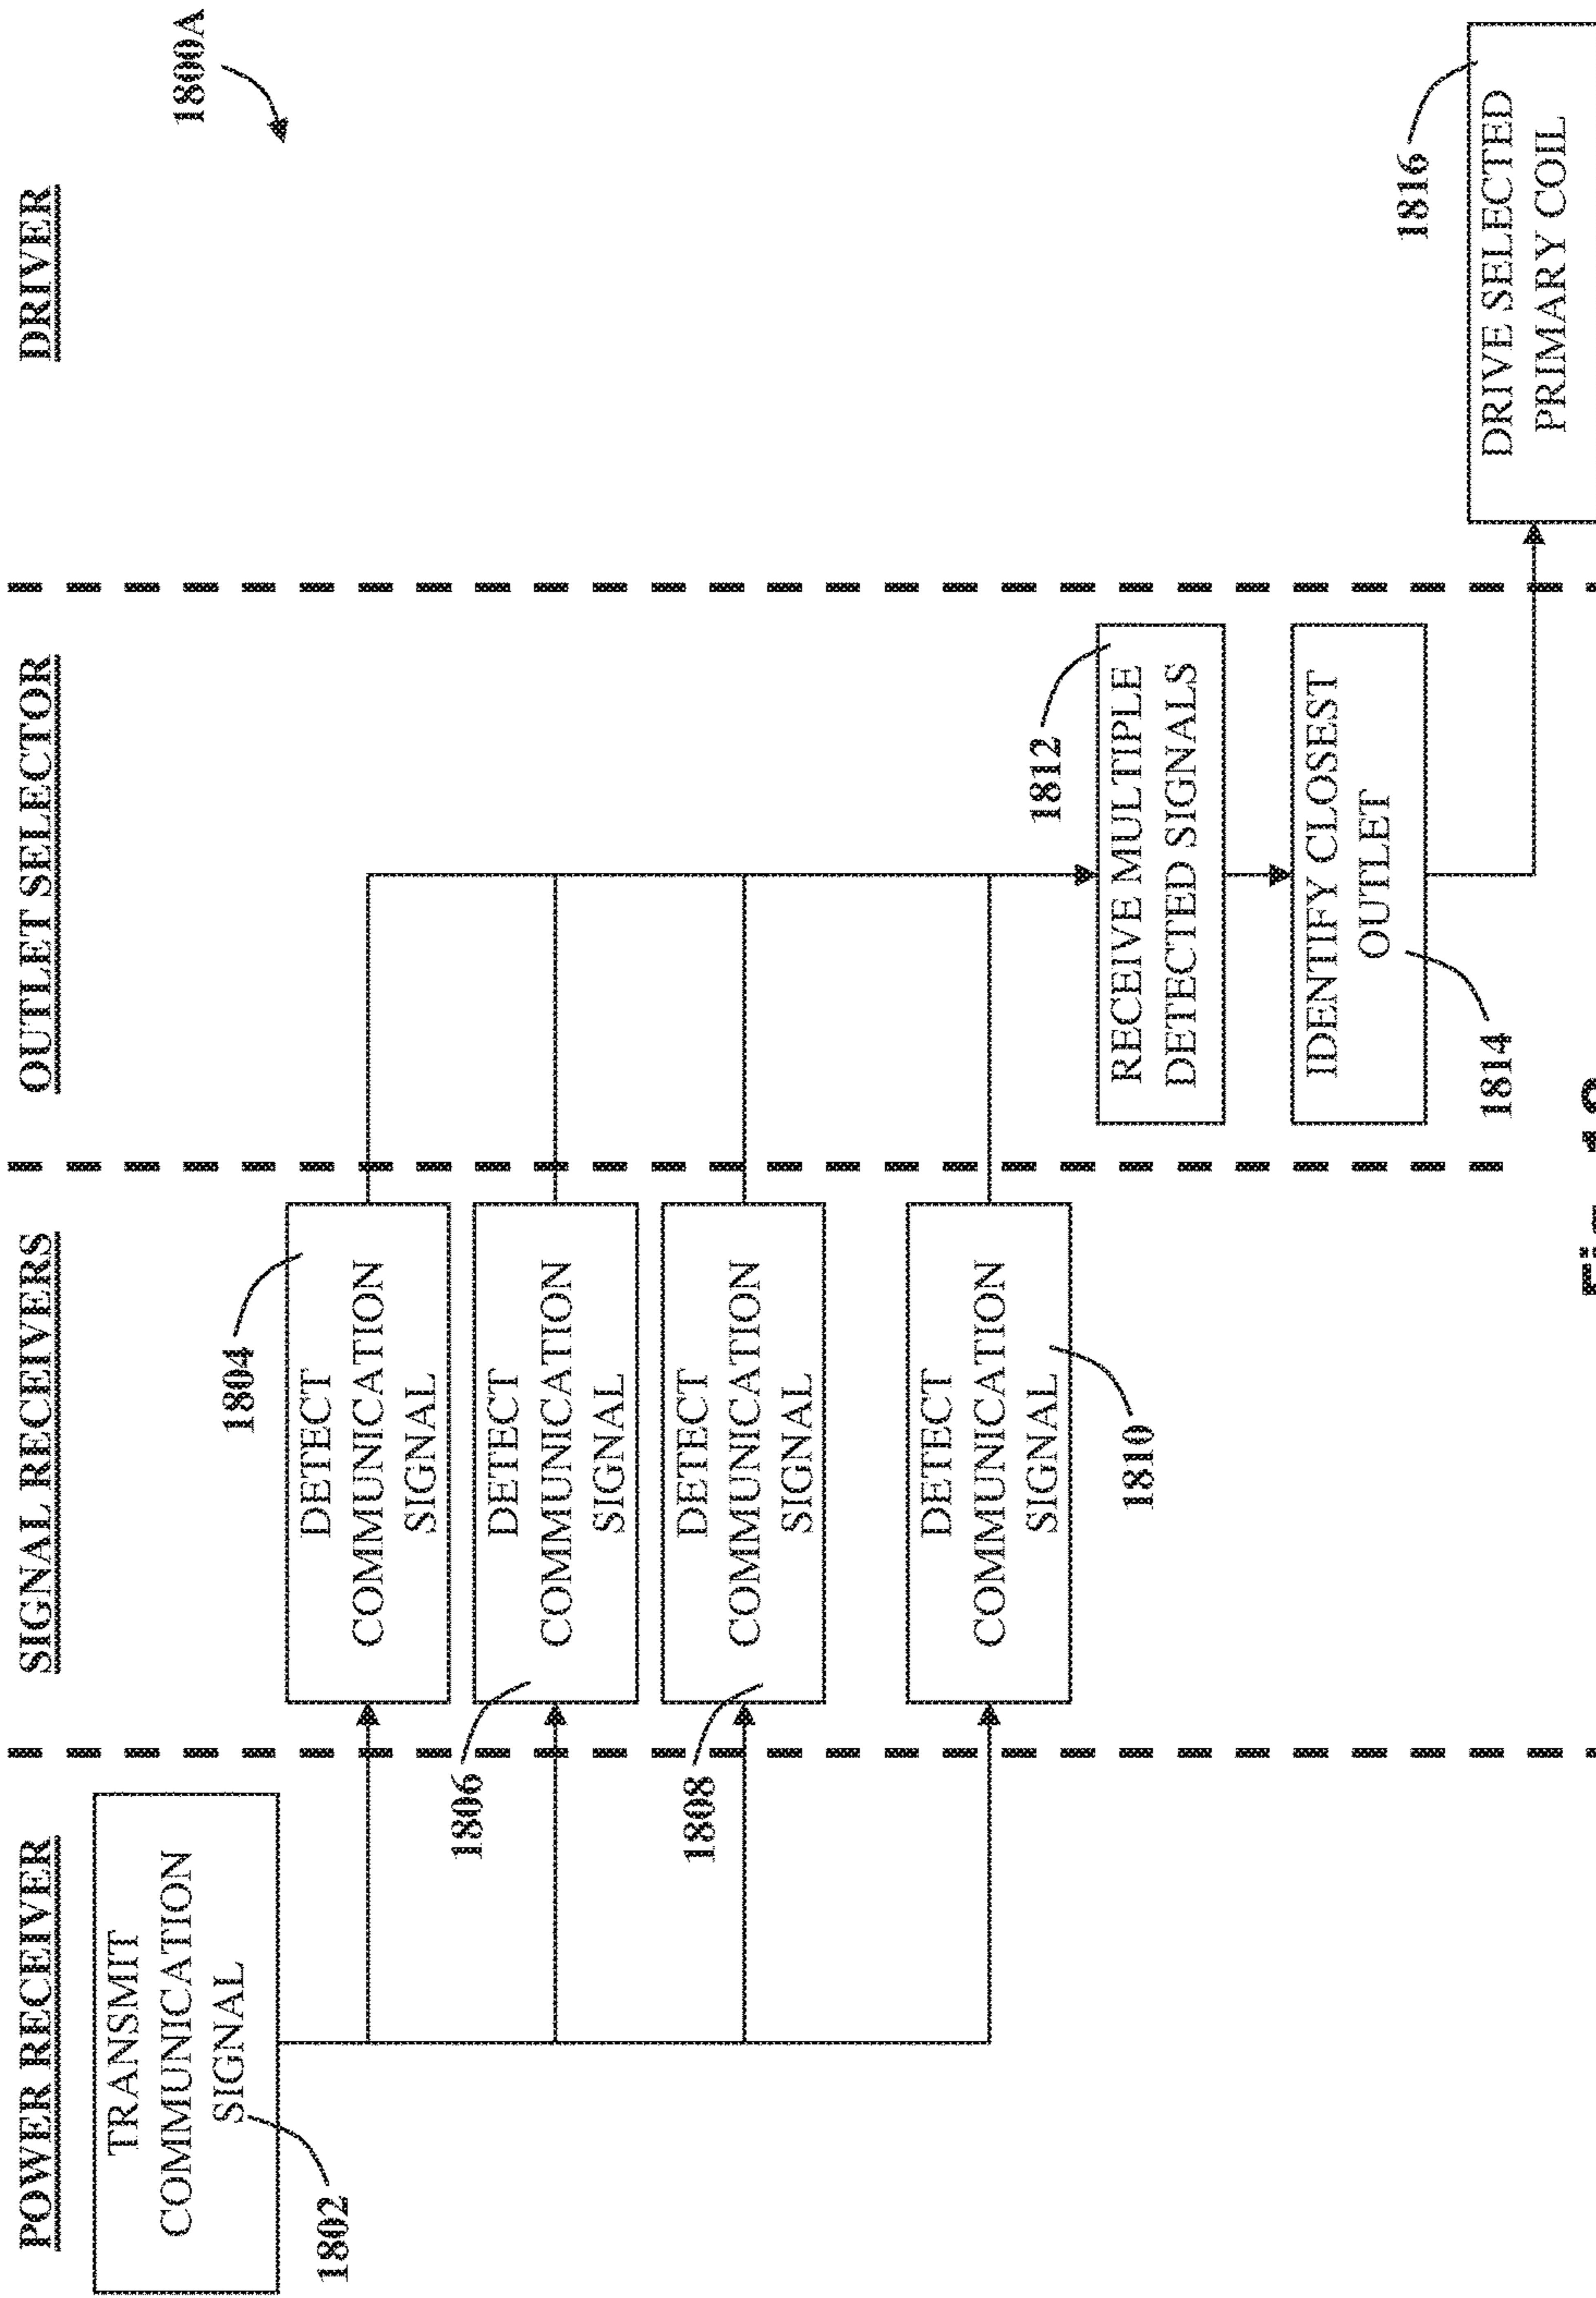 POWER RECEIVER
SIGNAL RECEIVERS
OUTLET SELECTOR
DRIVER
1800A
TRANSMIT
COMMUNICATION
SIGNAL
1802
1804
DETECT
COMMUNICATION
SIGNAL
1806
DETECT
COMMUNICATION
SIGNAL
1808
DETECT
COMMUNICATION
SIGNAL
DETECT
COMMUNICATION
SIGNAL
1810
1812
RECEIVE MULTIPLE
DETECTED SIGNALS
IDENTIFY CLOSEST
OUTLET
1814
1816
DRIVE SELECTED
PRIMARY COIL